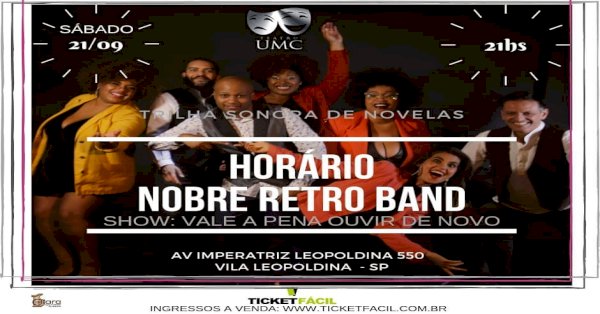 SÁBADO
21/09
TEATRO
UMC
21hs
TRILHA SONORA DE NOVELAS
HORÁRIO
NOBRE RETRO BAND
SHOW: VALE A PENA OUVIR DE NOVO
AV IMPERATRIZ LEOPOLDINA 550
VILA LEOPOLDINA - SP
TICKETFÁCIL
INGRESSOS A VENDA: WWW.TICKETFACIL.COM.BR